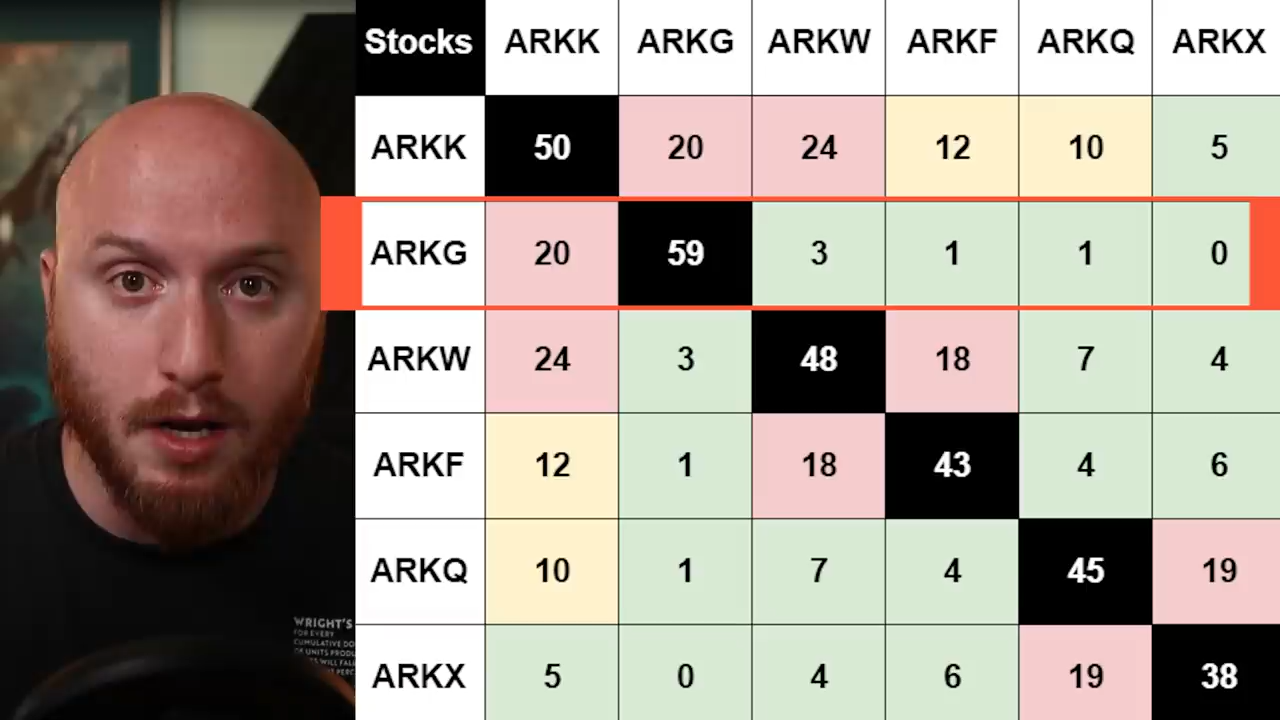 Stocks ARKK ARKG ARKW ARKF ARKQ ARKX
ARKK 50 20 24 12 10 5
ARKG 20 59 3 1 1 0
ARKW 24 3 48 18 7 4
ARKF 12 1 18 43 4 6
ARKQ 10 1 7 4 45 19
ARKX 5 0 4 6 19 38
WRIGHT'S
FOR EVERY
CUMULATIVE DO
OF UNITS PRODU
WILL FAL
PERC